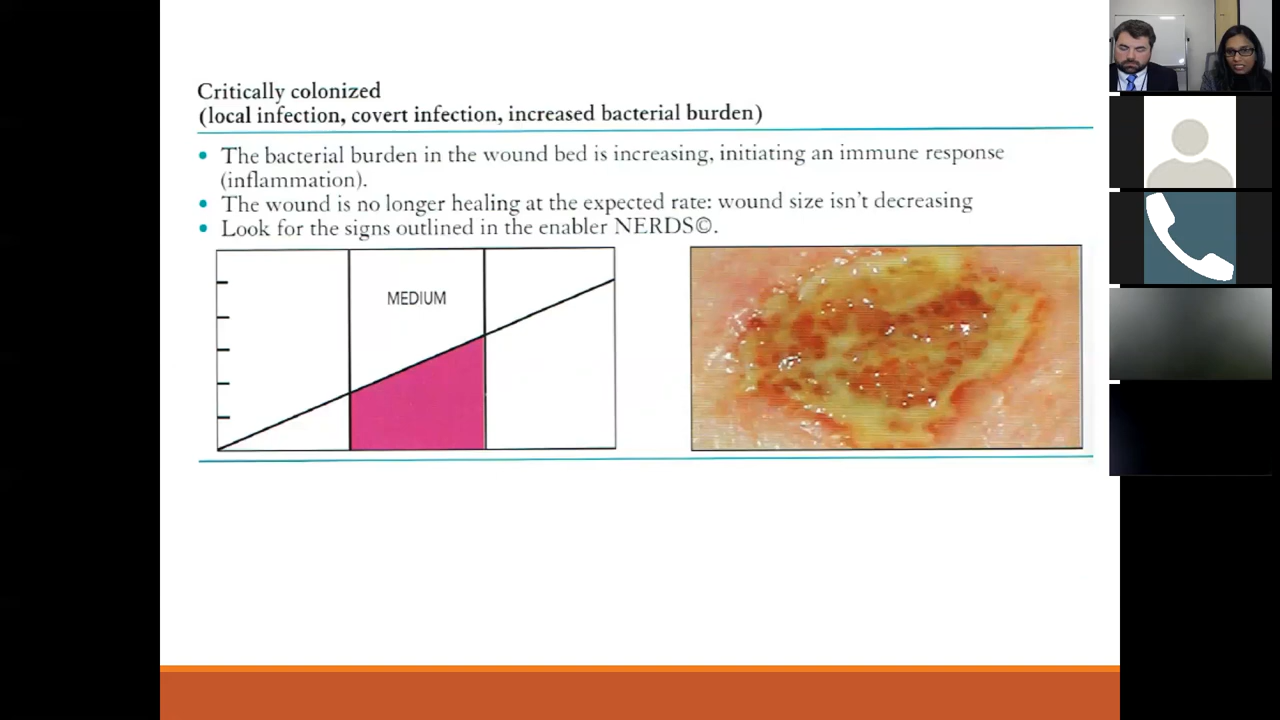 Critically colonized
(local infection, covert infection, increased bacterial burden)
• The bacterial burden in the wound bed is increasing, initiating an immune response
(inflammation).
• The wound is no longer healing at the expected rate: wound size isn't decreasing
• Look for the signs outlined in the enabler NERDS©.
MEDIUM